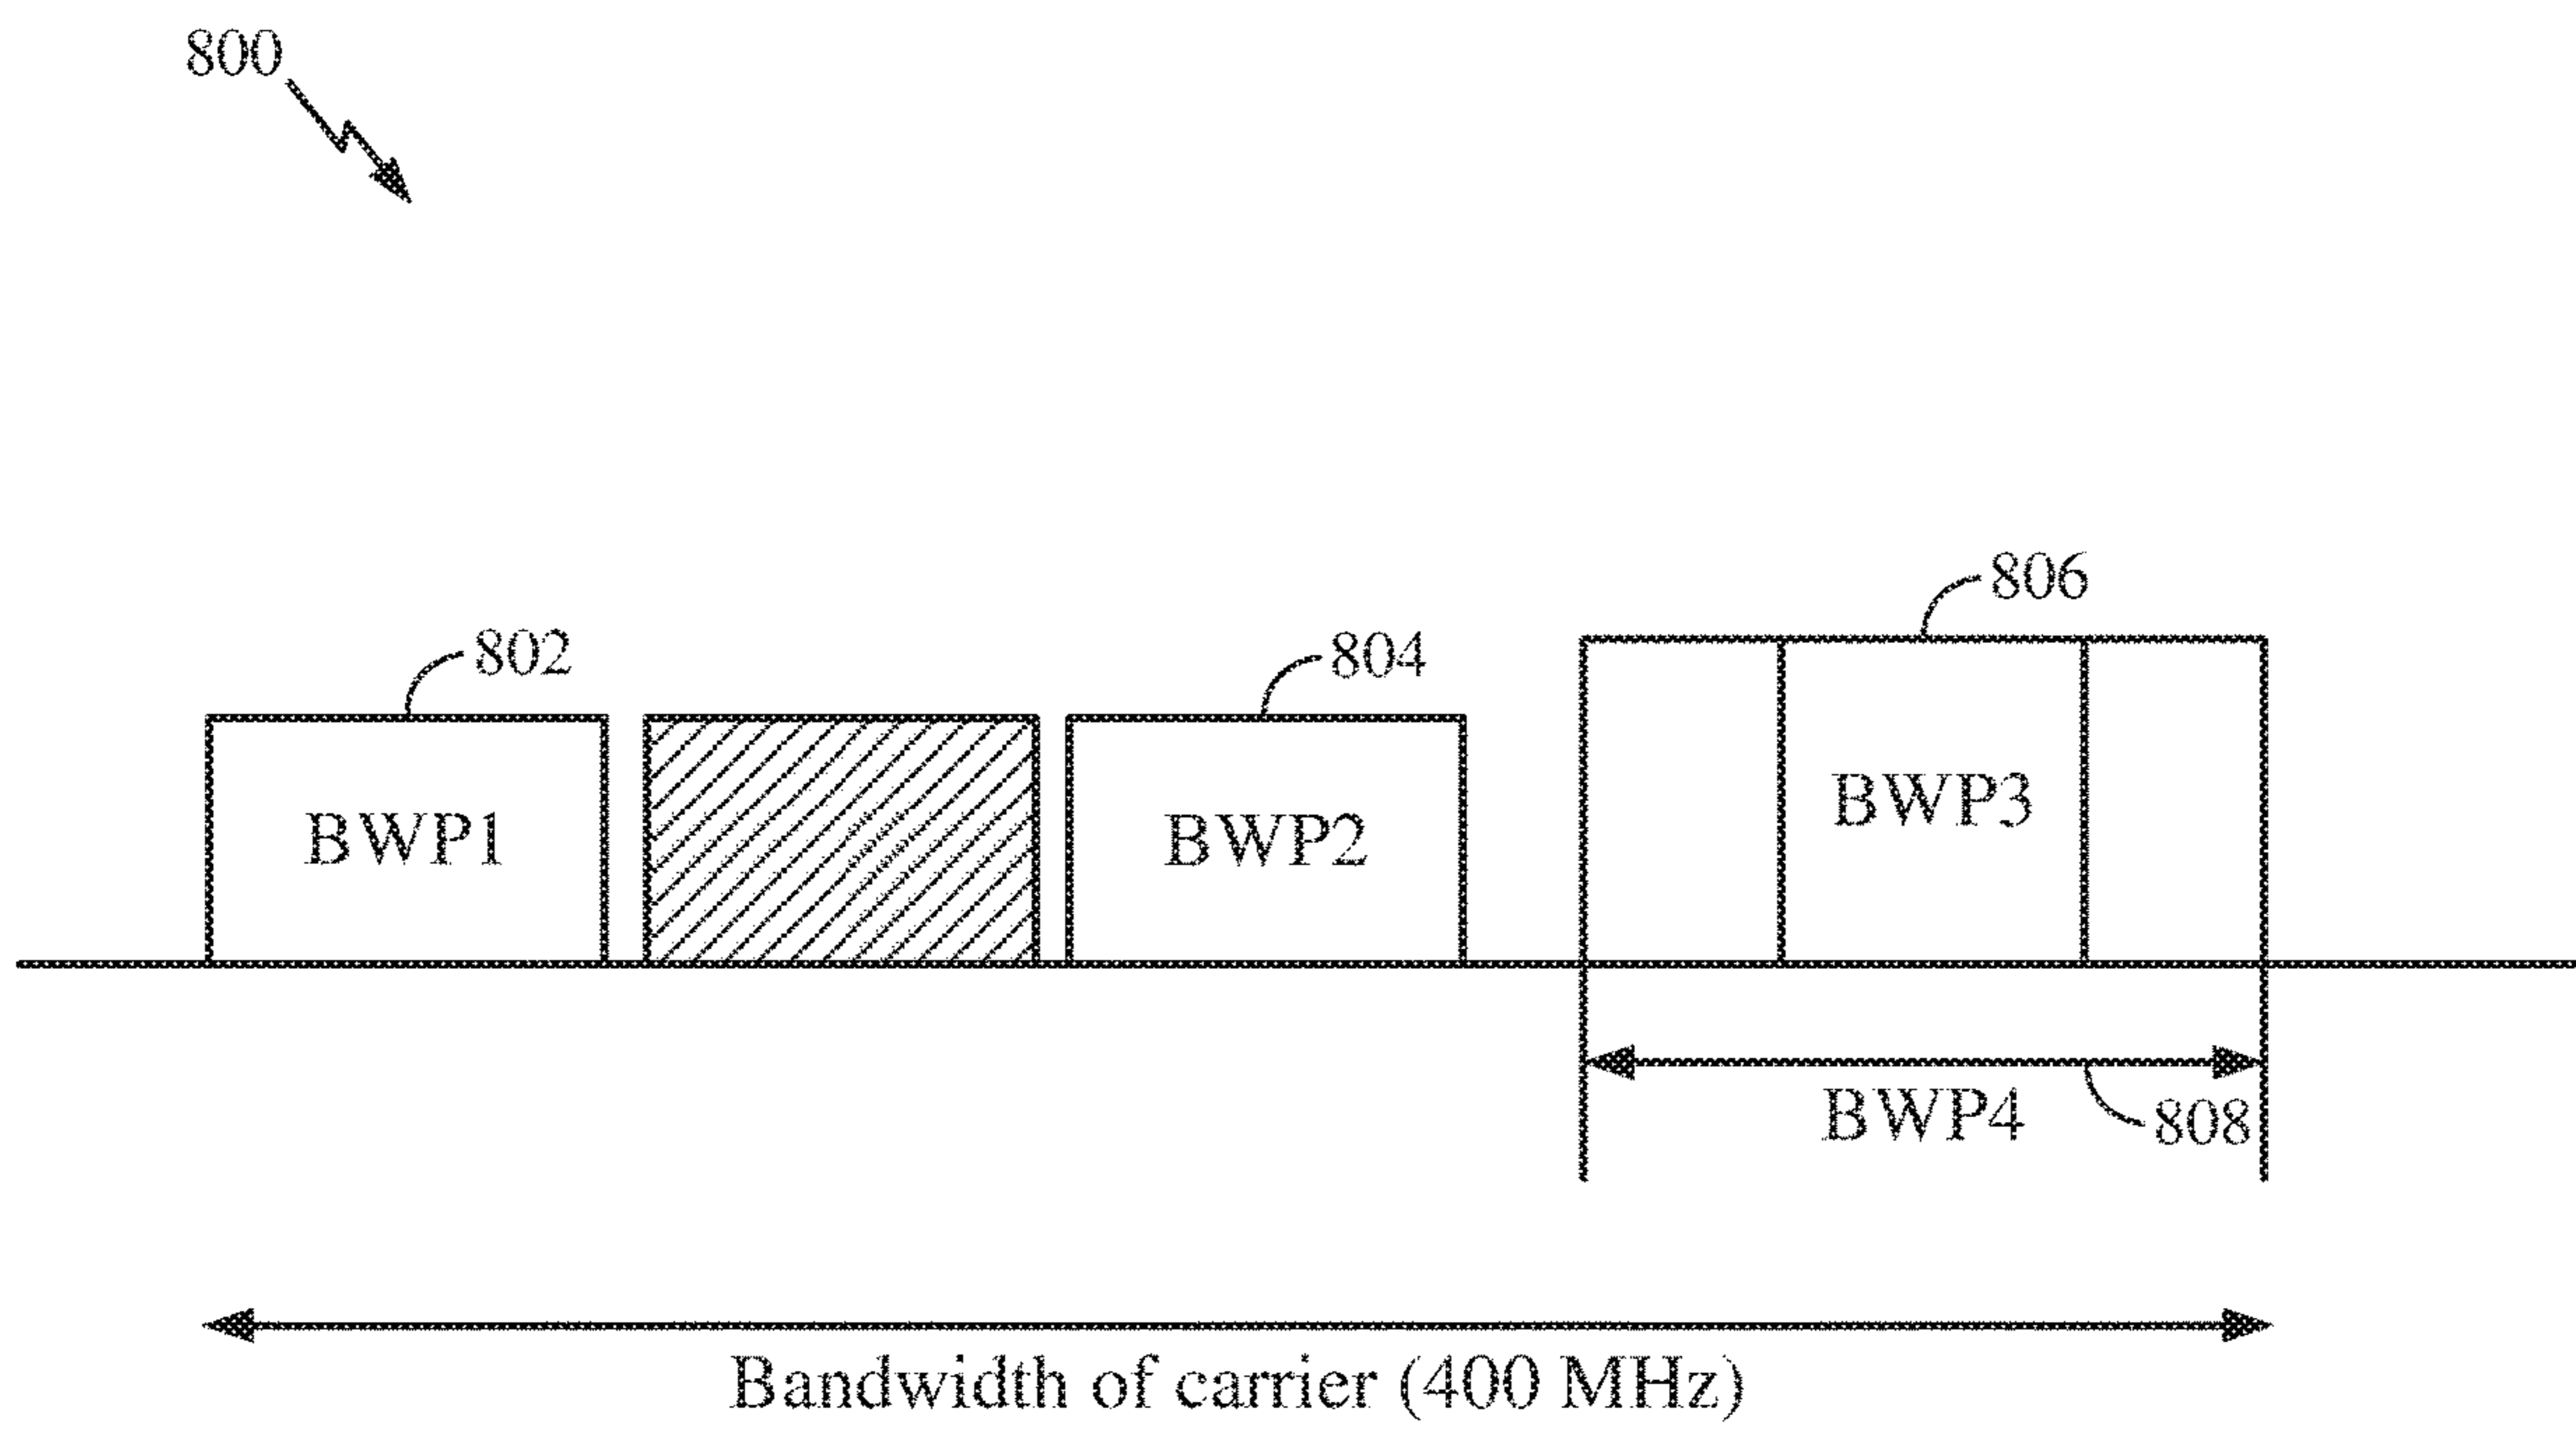 800
806
802
804
BWP3
BWP1
BWP2
BWP4
808
Bandwidth of carrier (400 MHz)